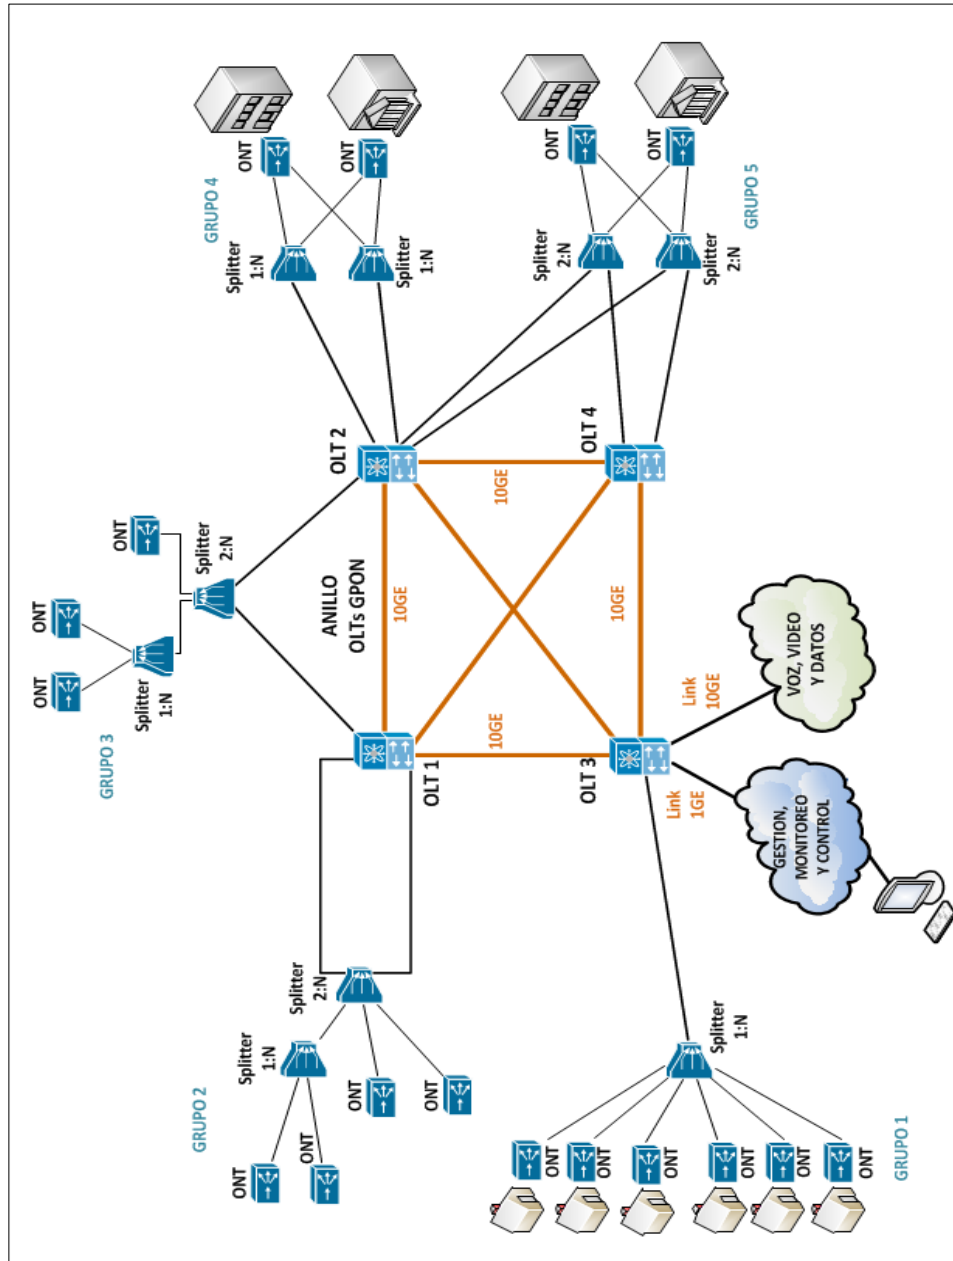 GRUPO 3
ONT
ONT
ONT
Splitter
1:N
Splitter
2:N
GRUPO 2
ONT
ONT
ONT
ONT
Splitter
1:N
Splitter
2:N
OLT 1
ANILLO
OLTs GPON
10GE
OLT 2
GRUPO 4
Splitter
1:N
Splitter
1:N
ONT
ONT
10GE
10GE
10GE
OLT 3
OLT 4
Splitter
2:N
Splitter
2:N
ONT
ONT
GRUPO 5
Link
1GE
Link
10GE
GESTION,
MONITOREO
Y CONTROL
VOZ, VIDEO
Y DATOS
Splitter
1:N
ONT
ONT
ONT
ONT
ONT
ONT
GRUPO 1